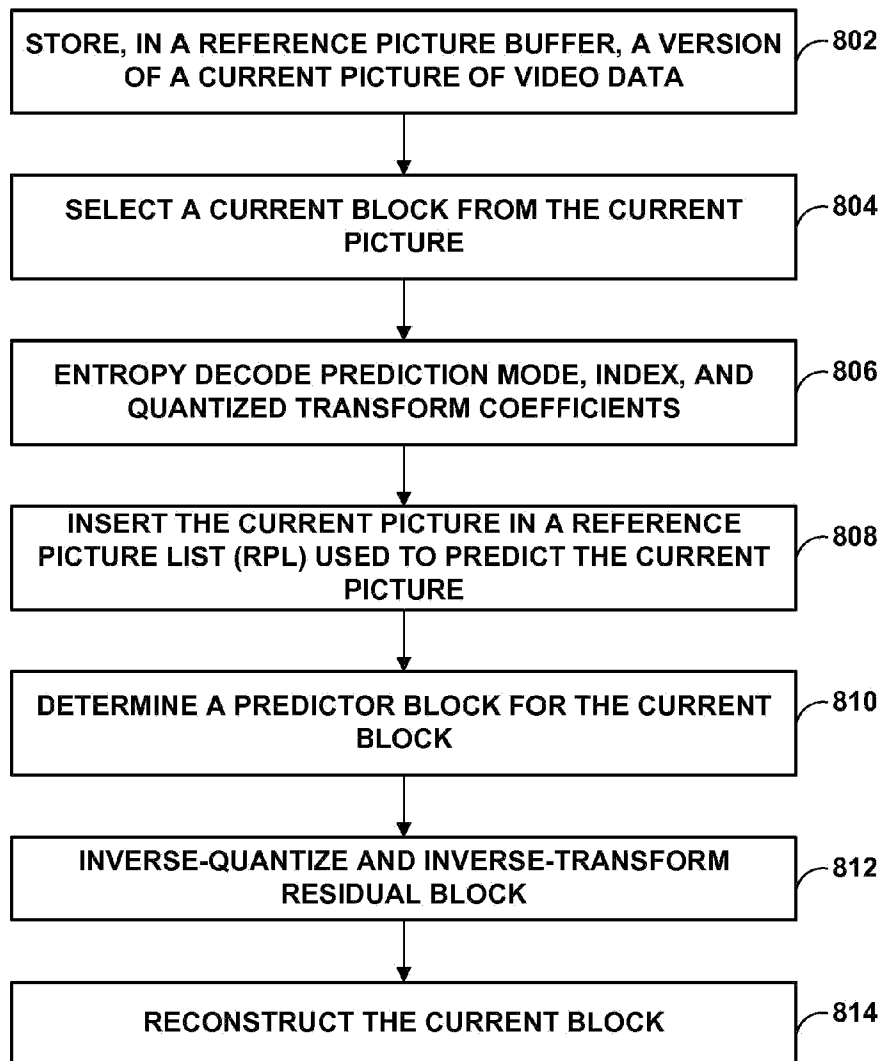 STORE, IN A REFERENCE PICTURE BUFFER, A VERSION
OF A CURRENT PICTURE OF VIDEO DATA
802
SELECT A CURRENT BLOCK FROM THE CURRENT
PICTURE
804
ENTROPY DECODE PREDICTION MODE, INDEX, AND
QUANTIZED TRANSFORM COEFFICIENTS
806
INSERT THE CURRENT PICTURE IN A REFERENCE
PICTURE LIST (RPL) USED TO PREDICT THE CURRENT
PICTURE
808
DETERMINE A PREDICTOR BLOCK FOR THE CURRENT
BLOCK
810
INVERSE-QUANTIZE AND INVERSE-TRANSFORM
RESIDUAL BLOCK
812
RECONSTRUCT THE CURRENT BLOCK
814